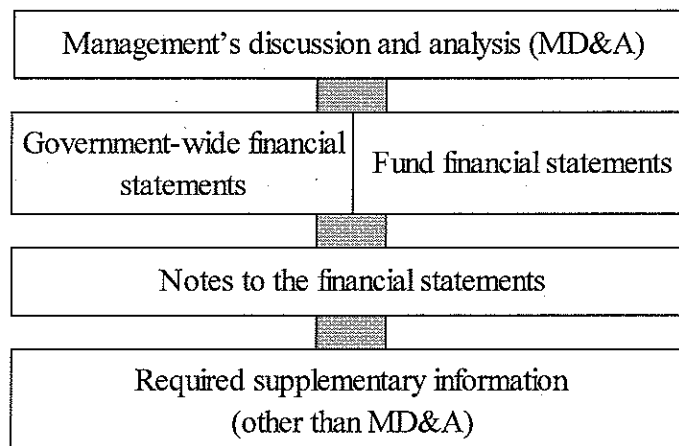 Management's discussion and analysis (MD&A)
Government-wide financial
statements
Fund financial statements
Notes to the financial statements
Required supplementary information
(other than MD&A)